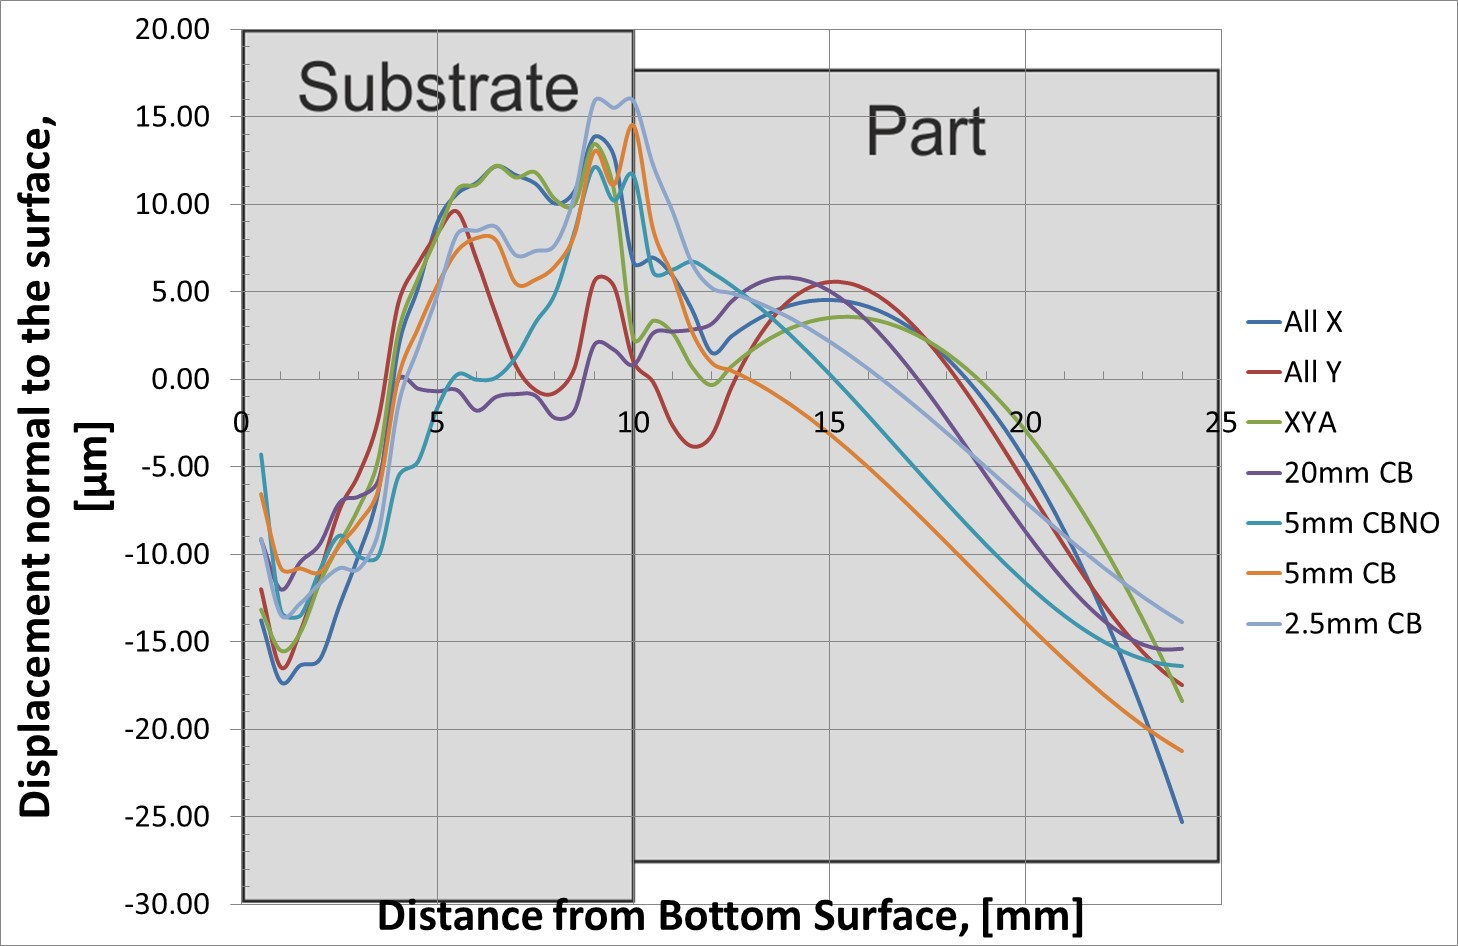 Displacement normal to the surface,
[µm]
20.00
15.00
10.00
5.00
0.00
-5.00
-10.00
-15.00
-20.00
-25.00
-30.00
Substrate
Part
0 5 10 15 20 25
Distance from Bottom Surface, [mm]
All X
All Y
XYA
20mm CB
5mm CBNO
5mm CB
2.5mm CB